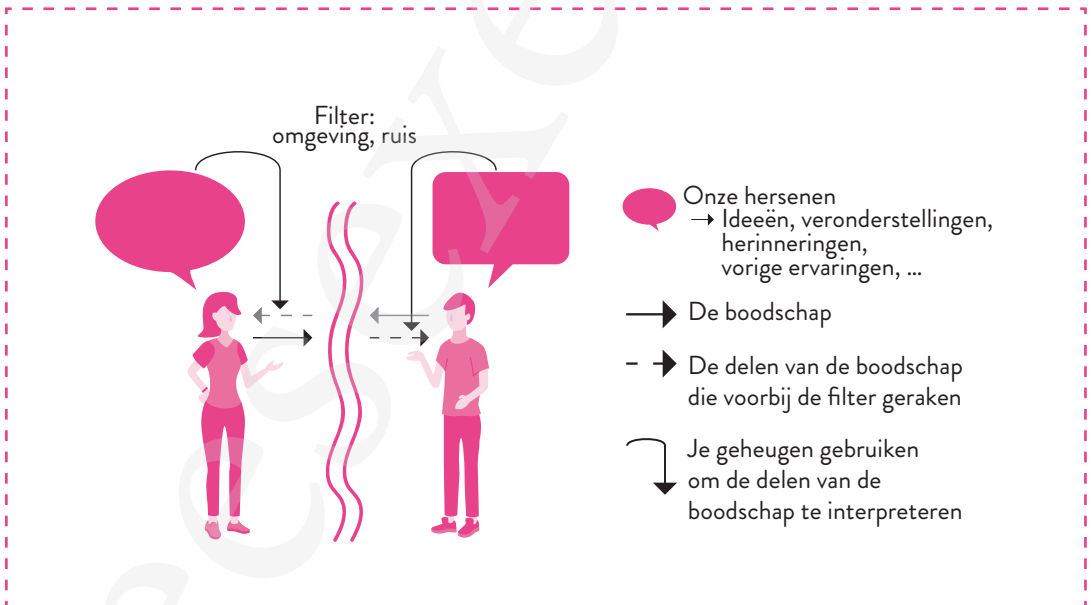 Filter:
omgeving, ruis
Onze hersenen
→ Ideeën, veronderstellingen,
herinneringen,
vorige ervaringen, ...
De boodschap
De delen van de boodschap
die voorbij de filter geraken
Je geheugen gebruiken
om de delen van de
boodschap te interpreteren